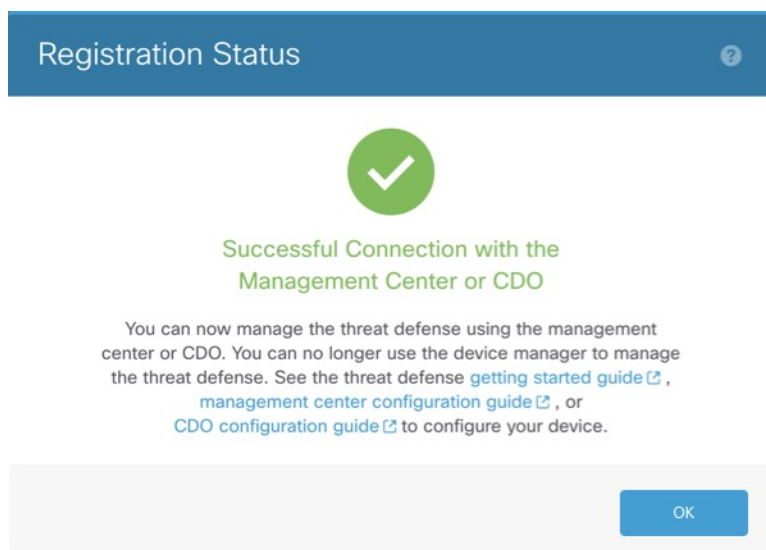 Registration Status
Successful Connection with the
Management Center or CDO
You can now manage the threat defense using the management
center or CDO. You can no longer use the device manager to manage
the threat defense. See the threat defense getting started guide ,
management center configuration guide , or
CDO configuration guide to configure your device.
OK